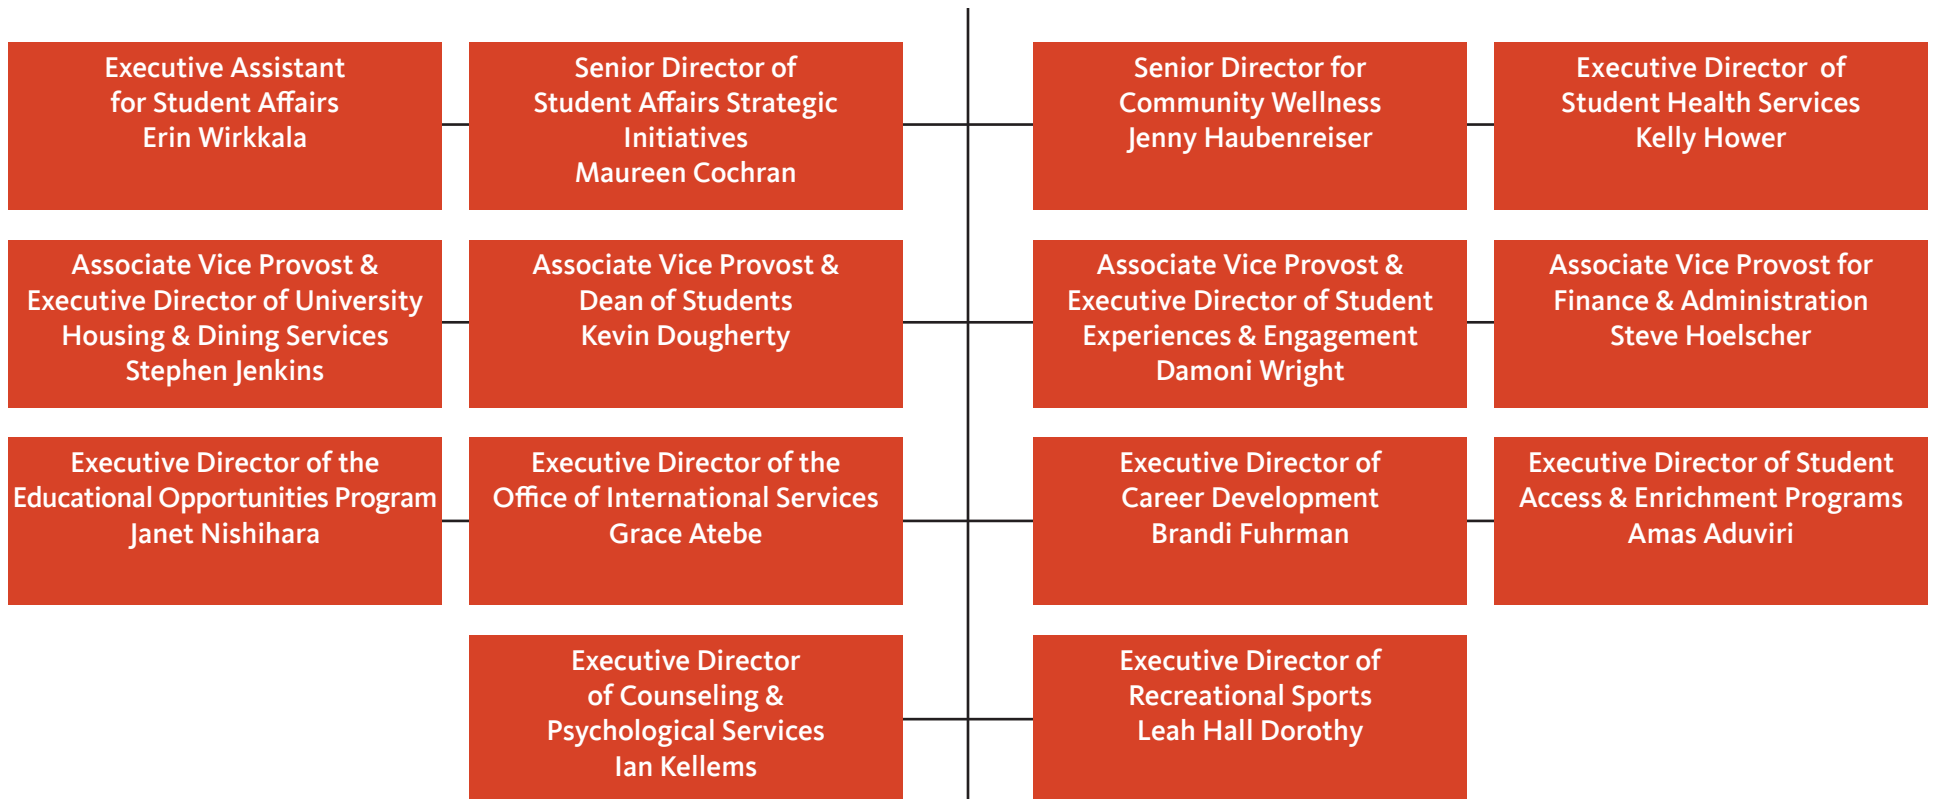 Executive Assistant
for Student Affairs
Erin Wirkkala
Senior Director of
Student Affairs Strategic
Initiatives
Maureen Cochran
Senior Director for
Community Wellness
Jenny Haubenreiser
Executive Director of
Student Health Services
Kelly Hower
Associate Vice Provost &
Executive Director of University
Housing & Dining Services
Stephen Jenkins
Associate Vice Provost &
Dean of Students
Kevin Dougherty
Associate Vice Provost &
Executive Director of Student
Experiences & Engagement
Damoni Wright
Associate Vice Provost for
Finance & Administration
Steve Hoelscher
Executive Director of the
Educational Opportunities Program
Janet Nishihara
Executive Director of the
Office of International Services
Grace Atebe
Executive Director of
Career Development
Brandi Fuhrman
Executive Director of Student
Access & Enrichment Programs
Amas Aduviri
Executive Director
of Counseling &
Psychological Services
Ian Kellems
Executive Director of
Recreational Sports
Leah Hall Dorothy